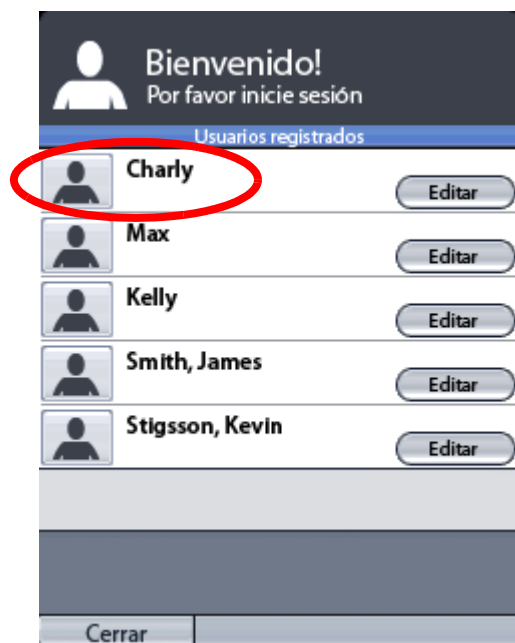 Bienvenido!
Por favor inicie sesión
Usuarios registrados
Charly
Editar
Max
Editar
Kelly
Editar
Smith, James
Editar
Stigsson, Kevin
Editar
Cerrar